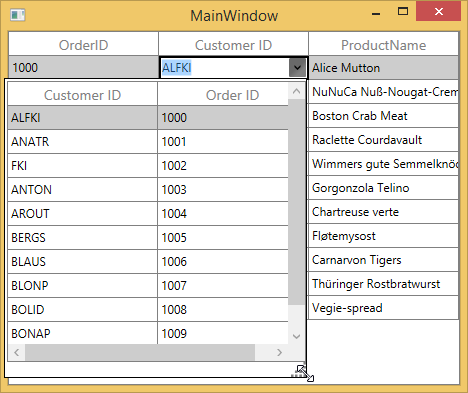 MainWindow
OrderID Customer ID ProductName
1000 ALFKI Alice Mutton
NuNuCa Nuß-Nougat-Crem
Boston Crab Meat
Raclette Courdavault
Wimmers gute Semmelknöd
Gorgonzola Telino
Chartreuse verte
Fløtemysost
Carnarvon Tigers
Thüringer Rostbratwurst
Vegie-spread
Customer ID Order ID
ALFKI 1000
ANATR 1001
FKI 1002
ANTON 1003
AROUT 1004
BERGS 1005
BLAUS 1006
BLONP 1007
BOLID 1008
BONAP 1009